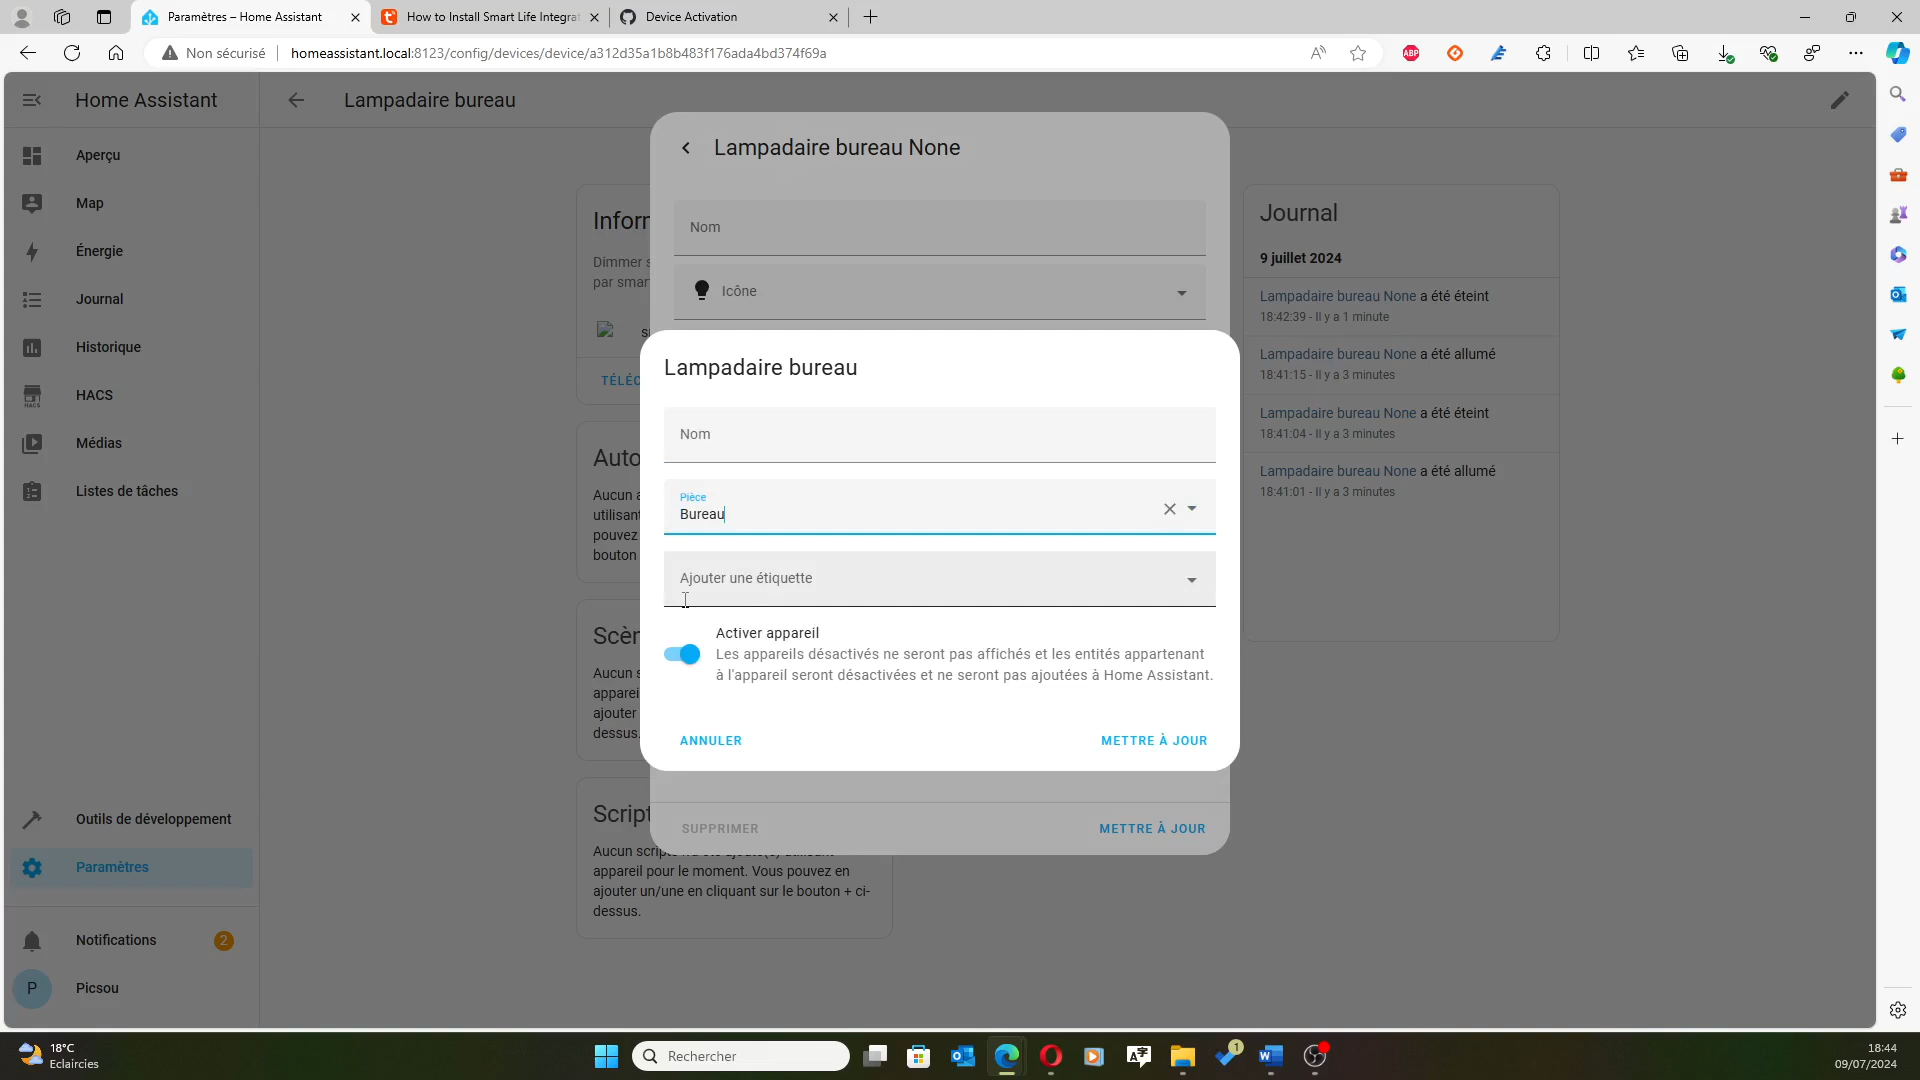 Paramètres – Home Assistant
How to Install Smart Life Integrat
Device Activation
Non sécurisé
homeassistant.local:8123/config/devices/device/a312d35a1b8b483f176ada4bd374f69a
ABP
Home Assistant
Lampadaire bureau
Aperçu
Map
Énergie
Journal
Historique
HACS
Médias
Listes de tâches
Outils de développement
Paramètres
Notifications
2
P
Picsou
Infor
Dimmer s
par smar
s
TÉLÉC
Auto
Aucun a
utilisant
pouvez
bouton
Scèn
Aucun s
appareil
ajouter
dessus.
Script
Aucun script
appareil pour le moment. Vous pouvez en
ajouter un/une en cliquant sur le bouton + ci-
dessus.
Lampadaire bureau None
Nom
Icône
SUPPRIMER
METTRE À JOUR
Lampadaire bureau
Nom
Pièce
Bureau
Ajouter une étiquette
Activer appareil
Les appareils désactivés ne seront pas affichés et les entités appartenant
à l'appareil seront désactivées et ne seront pas ajoutées à Home Assistant.
ANNULER
METTRE À JOUR
Journal
9 juillet 2024
Lampadaire bureau None a été éteint
18:42:39 - Il y a 1 minute
Lampadaire bureau None a été allumé
18:41:15 - Il y a 3 minutes
Lampadaire bureau None a été éteint
18:41:04 - Il y a 3 minutes
Lampadaire bureau None a été allumé
18:41:01 - Il y a 3 minutes
18°C
Eclaircies
Rechercher
1
18:44
09/07/2024